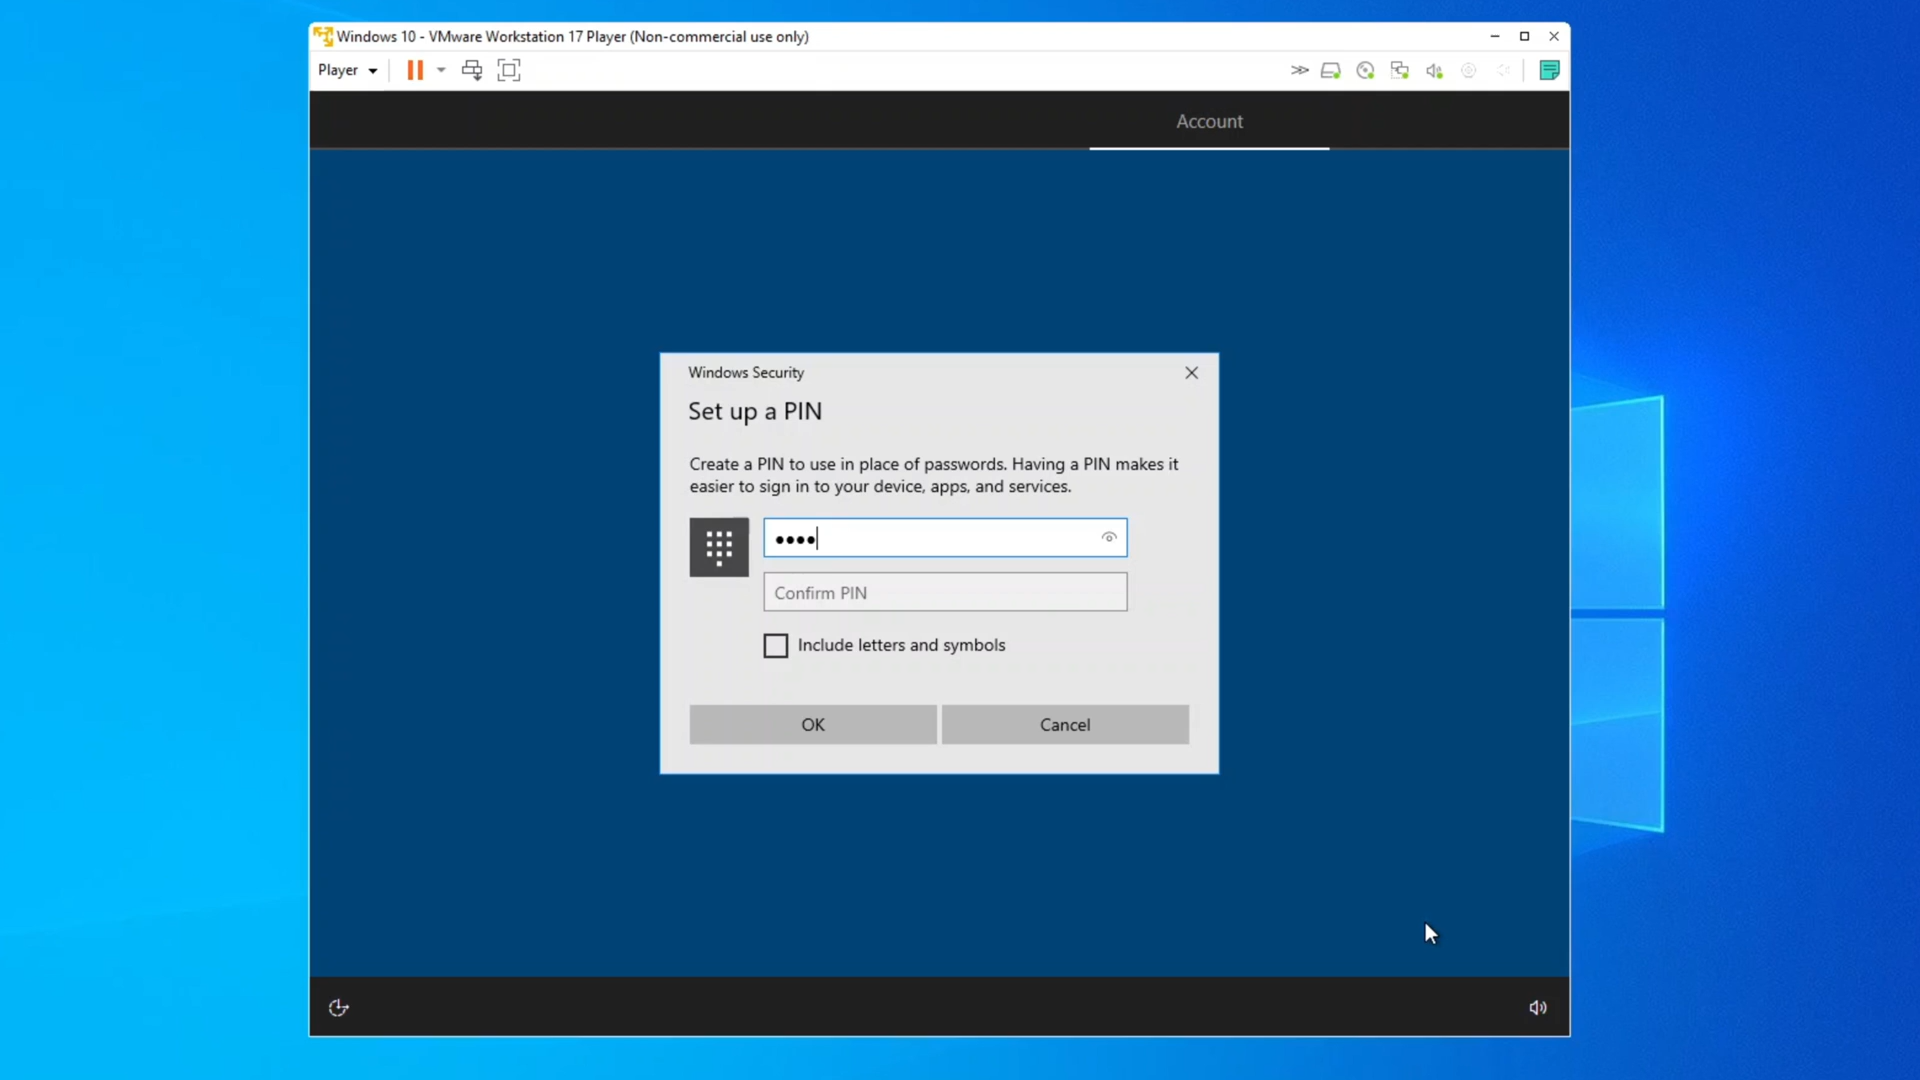 Windows 10 - VMware Workstation 17 Player (Non-commercial use only)
Player
Account
Windows Security
Set up a PIN
Create a PIN to use in place of passwords. Having a PIN makes it
easier to sign in to your device, apps, and services.
••••
Confirm PIN
Include letters and symbols
OK
Cancel